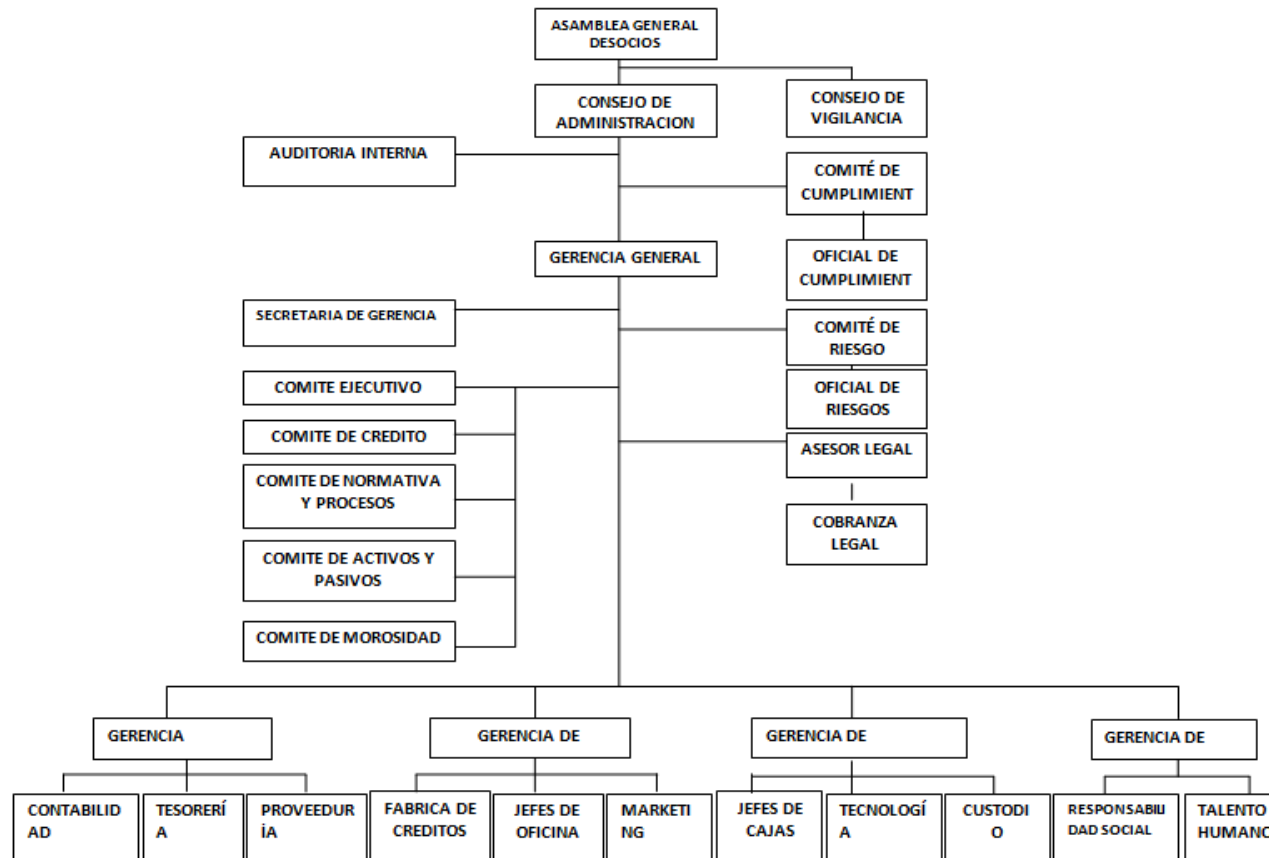 ASAMBLEA GENERAL
DESOCIOS
CONSEJO DE
ADMINISTRACION
CONSEJO DE
VIGILANCIA
AUDITORIA INTERNA
COMITÉ DE
CUMPLIMIENT
GERENCIA GENERAL
OFICIAL DE
CUMPLIMIENT
SECRETARIA DE GERENCIA
COMITÉ DE
RIESGO
COMITE EJECUTIVO
OFICIAL DE
RIESGOS
COMITE DE CREDITO
ASESOR LEGAL
COMITE DE NORMATIVA
Y PROCESOS
COBRANZA
LEGAL
COMITE DE ACTIVOS Y
PASIVOS
COMITE DE MOROSIDAD
GERENCIA
GERENCIA DE
GERENCIA DE
GERENCIA DE
CONTABILID
AD
TESORERÍ
A
PROVEEDUR
ÍA
FABRICA DE
CREDITOS
JEFES DE
OFICINA
MARKETI
NG
JEFES DE
CAJAS
TECNOLOGÍ
A
CUSTODI
O
RESPONSABILI
DAD SOCIAL
TALENTO
HUMANO